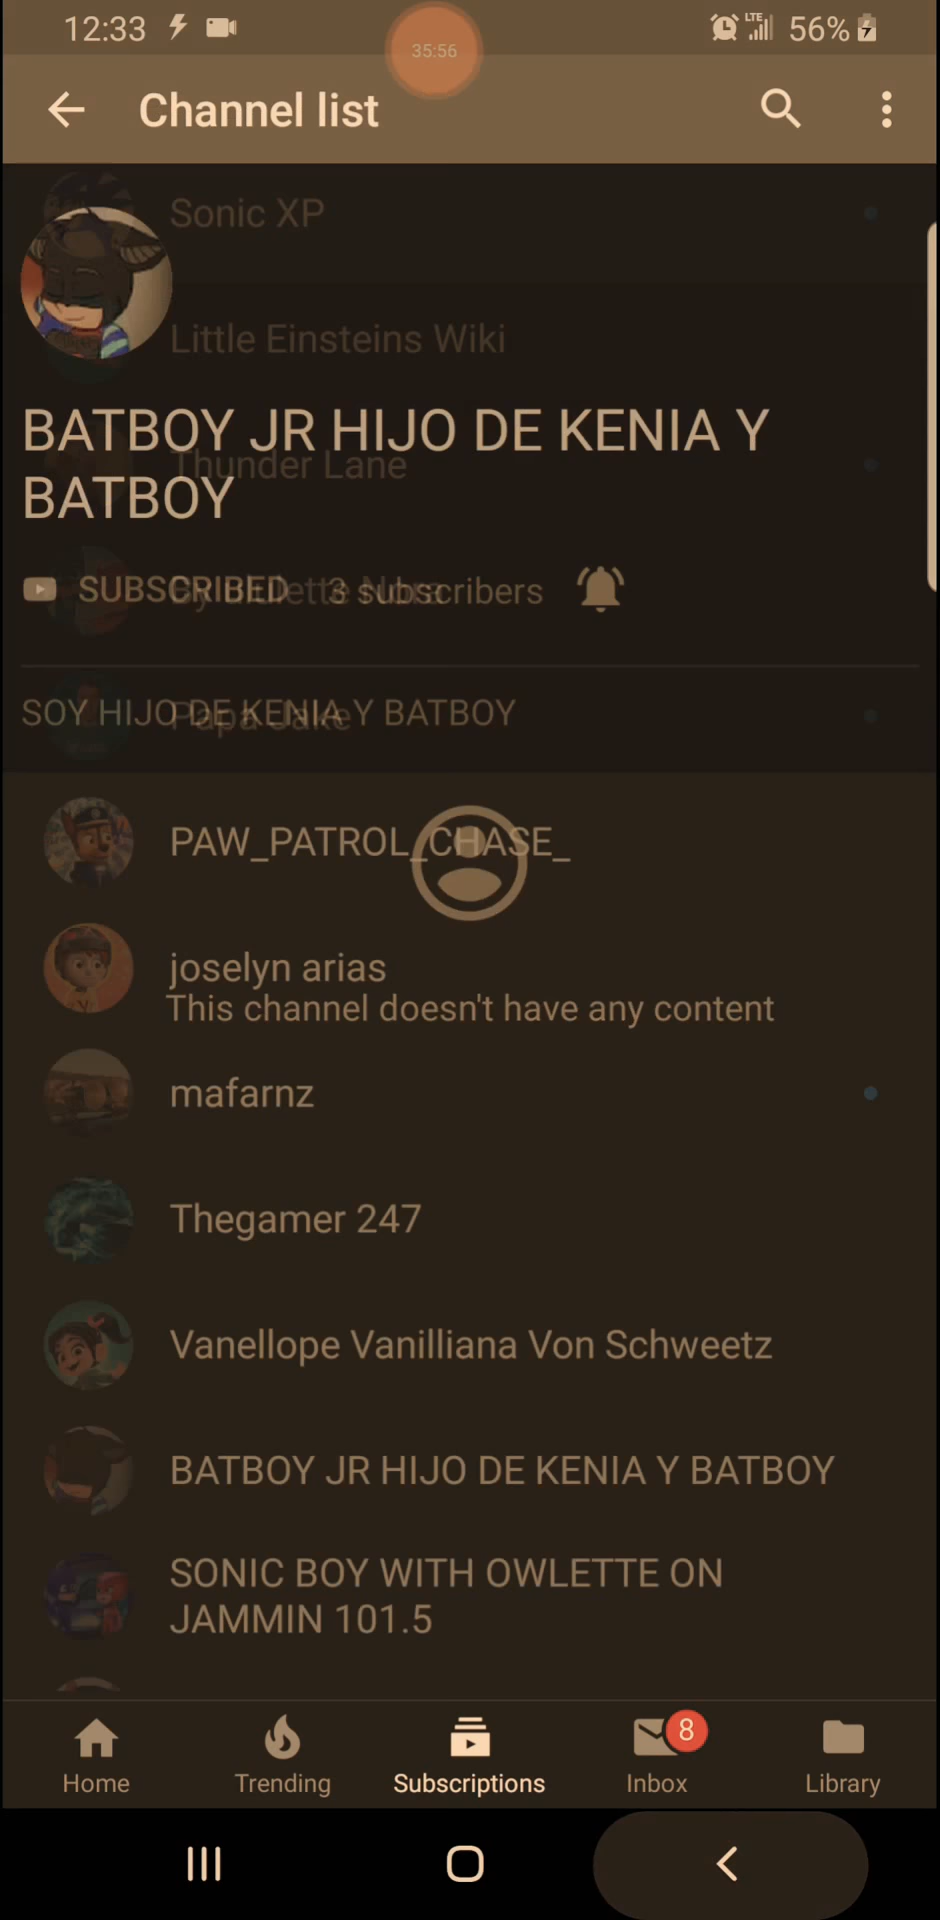 12:33
35:56
LTE
56%
Channel list
Sonic XP
Little Einsteins Wiki
BATBOY JR HIJO DE KENIA Y
Thunder Lane
BATBOY
SUBSCRIBED 3 subscribers
SOY HIJO DE KENIA Y BATBOY
Papa Jake
PAW_PATROL_CHASE_
joselyn arias
This channel doesn't have any content
mafarnz
Thegamer 247
Vanellope Vanilliana Von Schweetz
BATBOY JR HIJO DE KENIA Y BATBOY
SONIC BOY WITH OWLETTE ON
JAMMIN 101.5
8
Home
Trending
Subscriptions
Inbox
Library